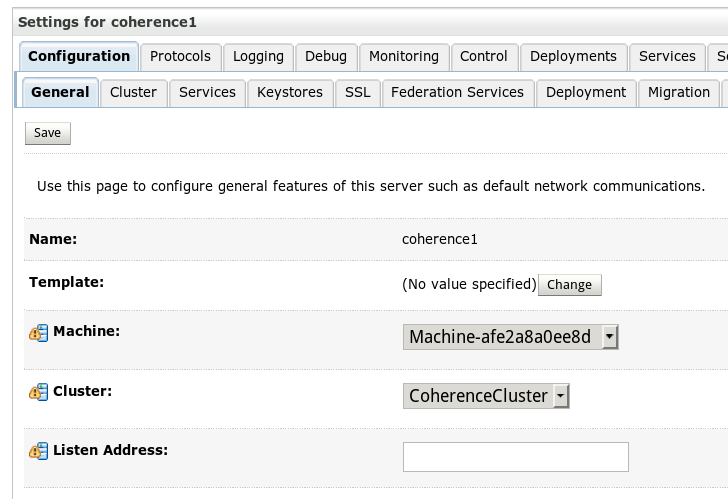 Settings for coherence1
Configuration Protocols Logging Debug Monitoring Control Deployments Services
General Cluster Services Keystores SSL Federation Services Deployment Migration
Save
Use this page to configure general features of this server such as default network communications.
Name: coherence1
Template: (No value specified) Change
Machine: Machine-afe2a8a0ee8d
Cluster: CoherenceCluster
Listen Address: